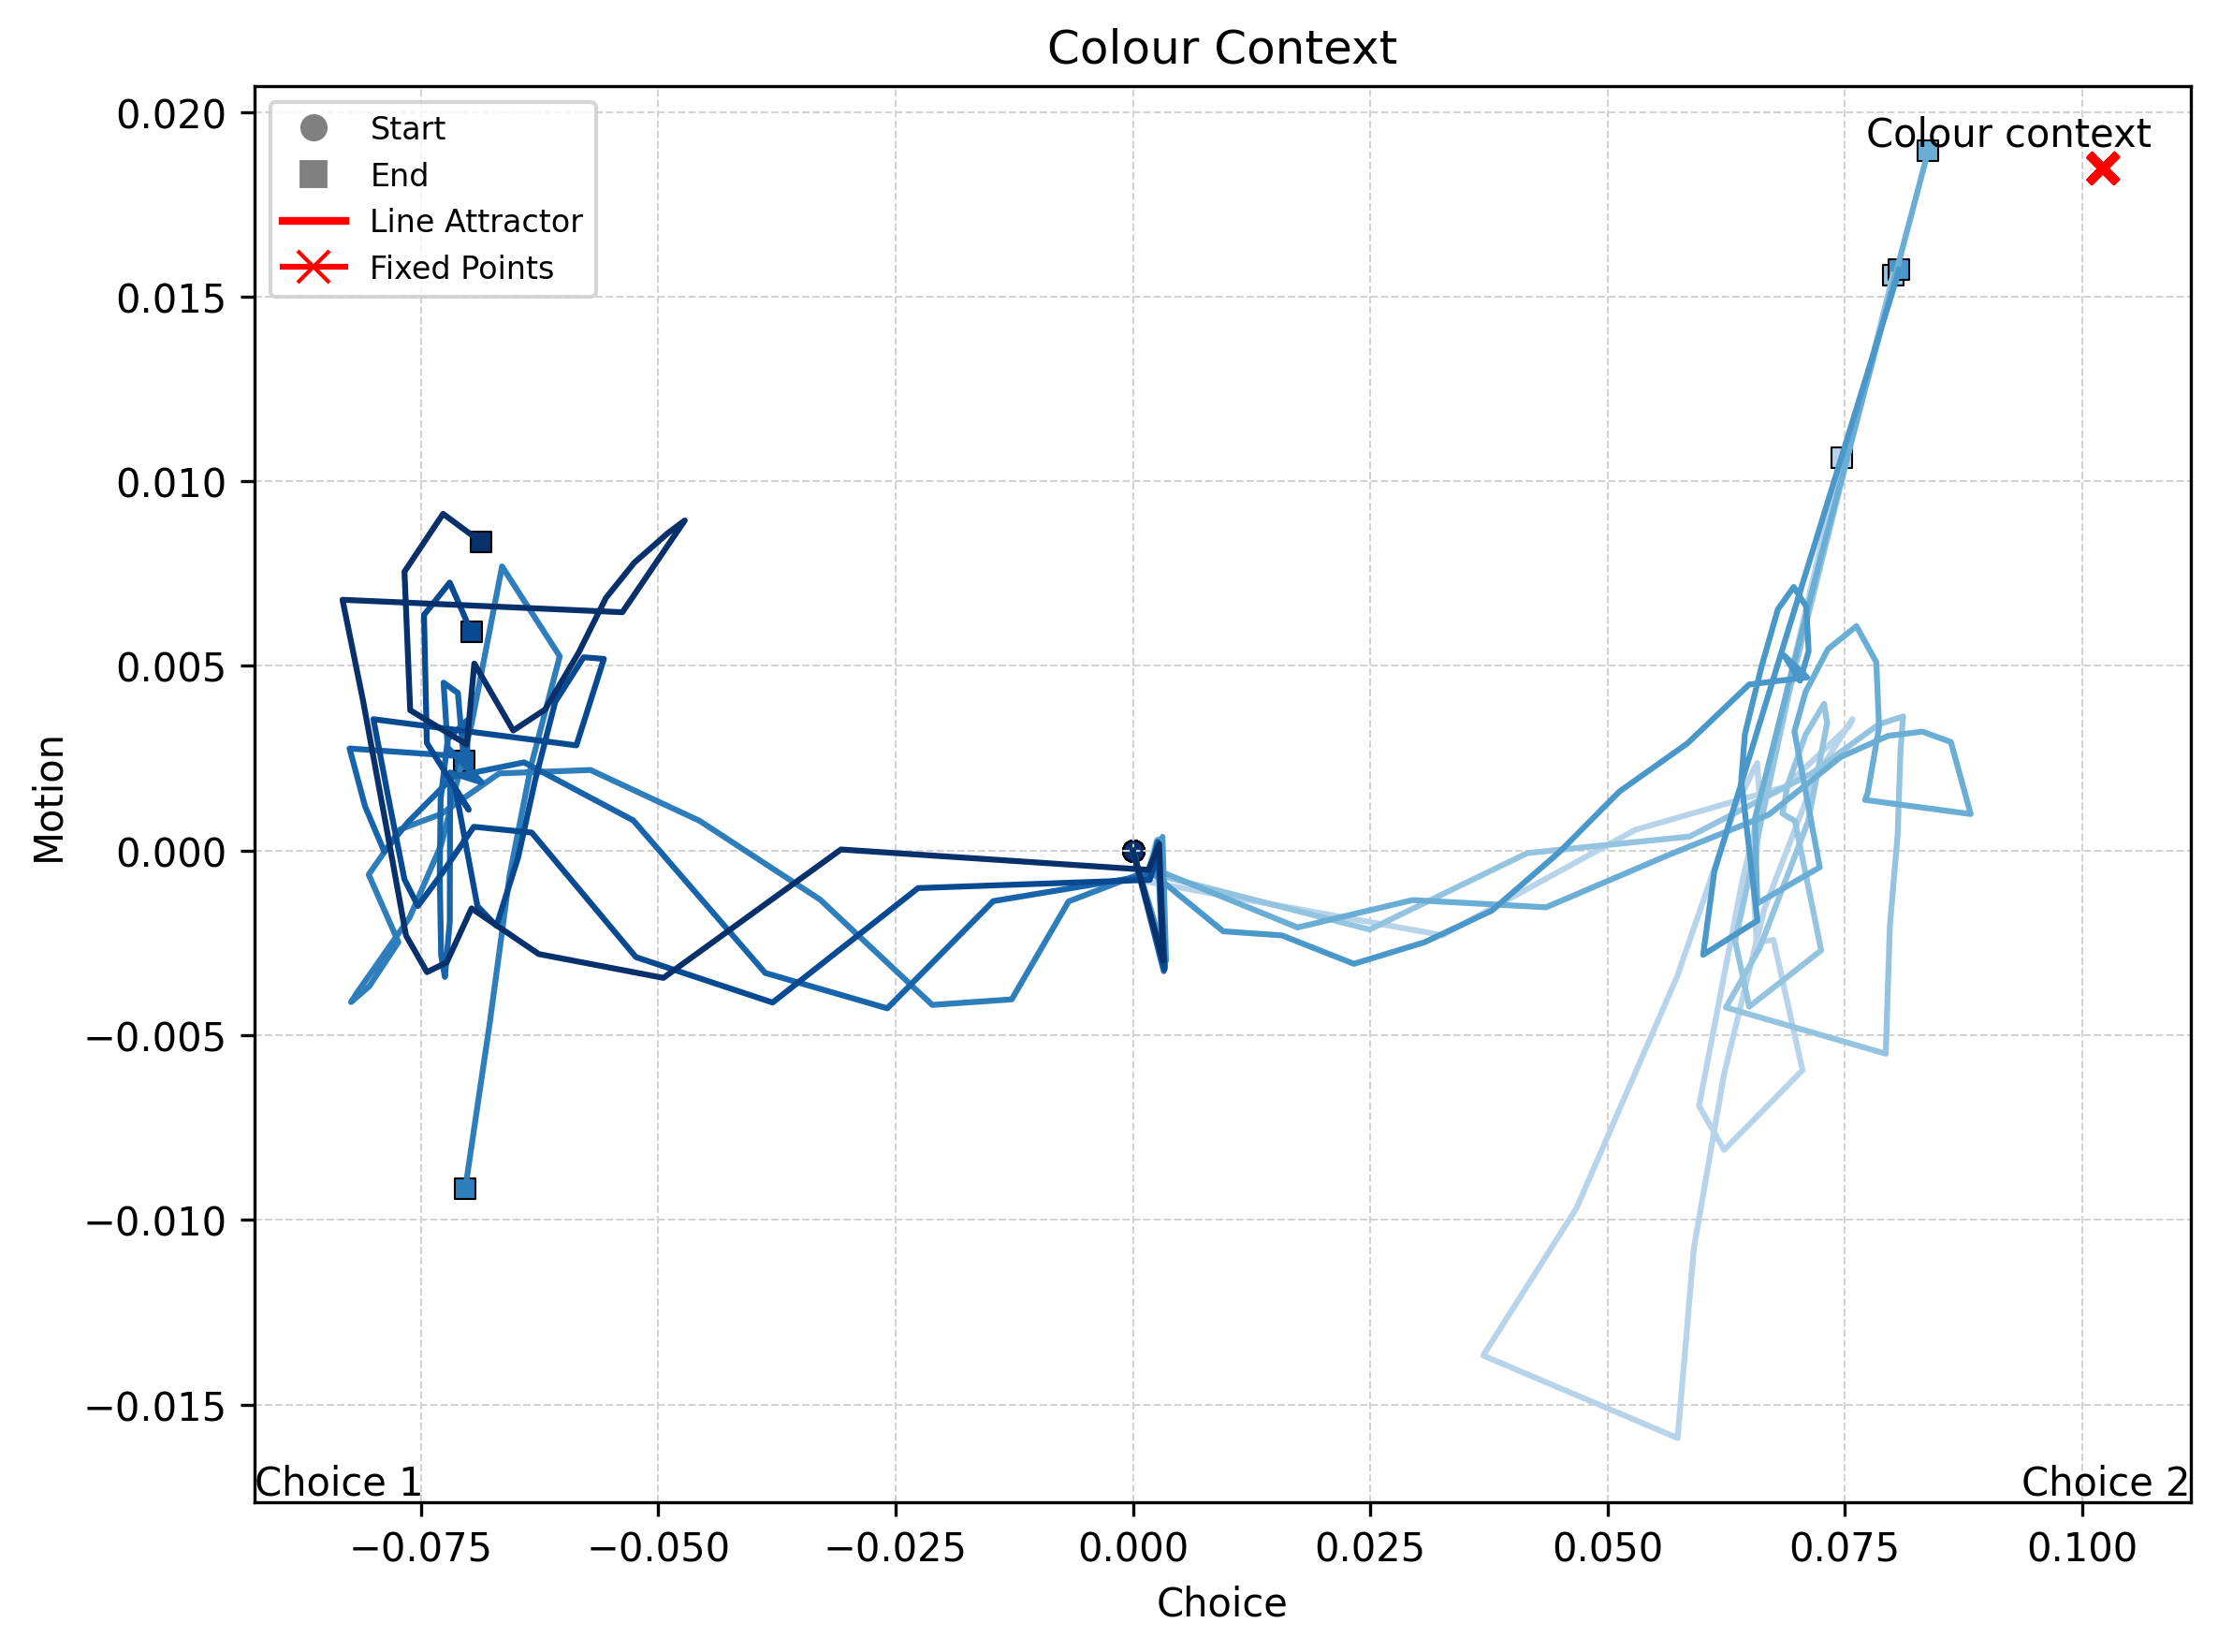 Colour Context
Start
End
Line Attractor
Fixed Points
Colour context
0.020
0.015
0.010
0.005
0.000
−0.005
−0.010
−0.015
Motion
Choice 1
Choice 2
−0.075
−0.050
−0.025
0.000
0.025
0.050
0.075
0.100
Choice